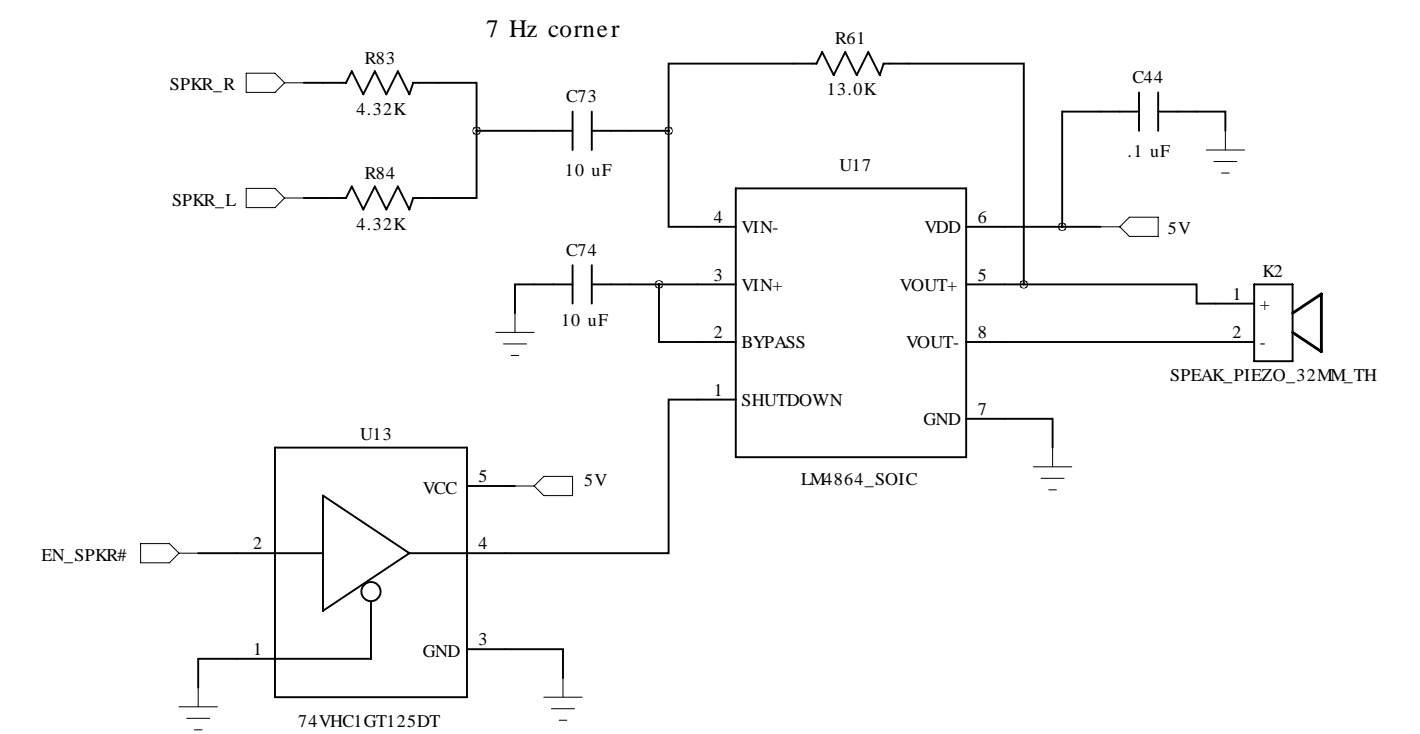 7 Hz corner
R61
R83
SPKR_R
13.0K
C44
C73
4.32K
.1 uF
10 uF
U17
R84
SPKR_L
4.32K
4
VIN-
VDD
6
5V
C74
3
VIN+
VOUT+
5
K2
1
+
10 uF
2
BYPASS
VOUT-
8
2
-
SPEAK_PIEZO_32MM_TH
1
SHUTDOWN
GND
7
U13
LM4864_SOIC
VCC
5
5V
EN_SPKR#
2
4
1
GND
3
74VHC1GT125DT